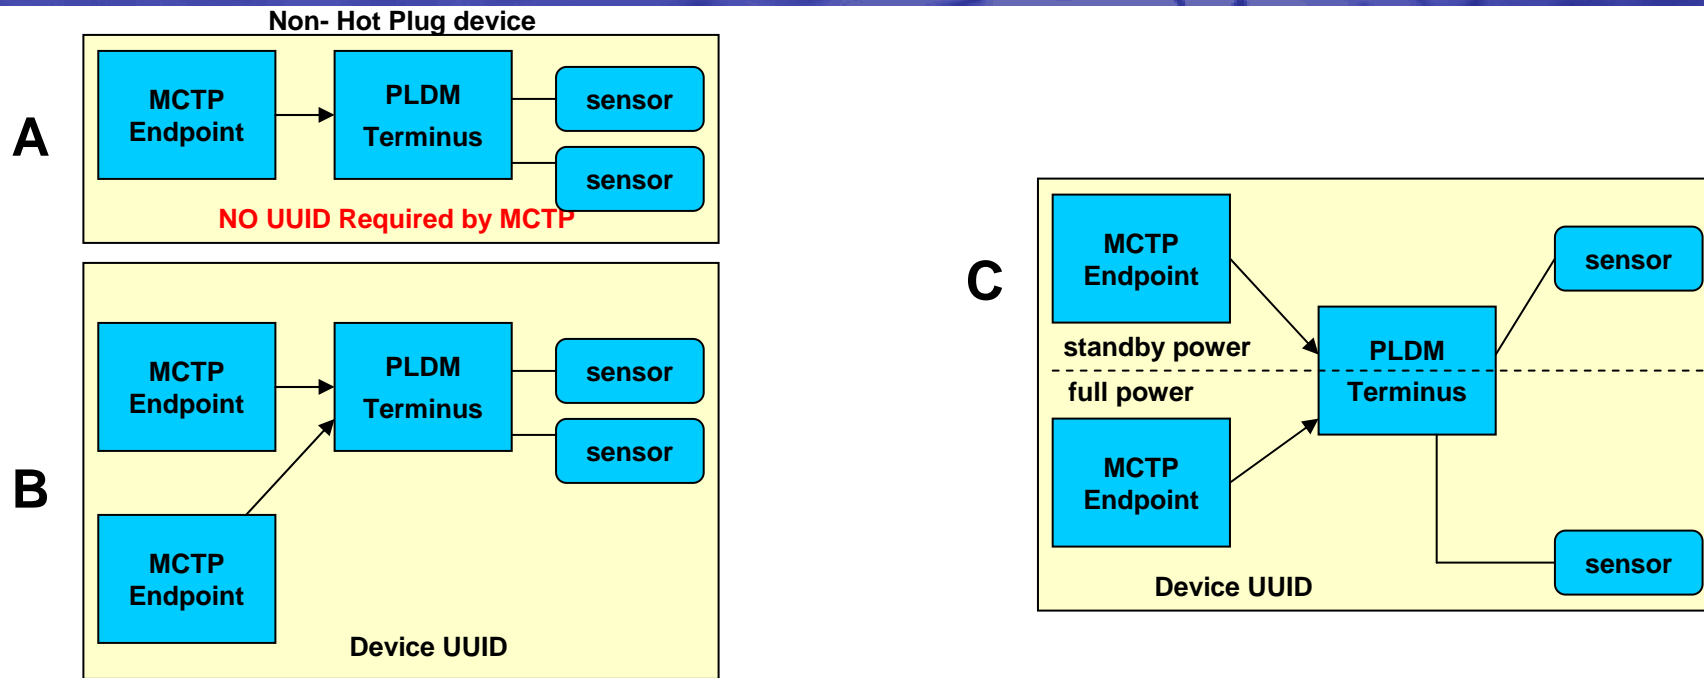 Non- Hot Plug device
A
MCTP
Endpoint
PLDM
Terminus
sensor
sensor
NO UUID Required by MCTP
B
MCTP
Endpoint
PLDM
Terminus
sensor
sensor
MCTP
Endpoint
Device UUID
C
MCTP
Endpoint
sensor
standby power
PLDM
Terminus
full power
MCTP
Endpoint
sensor
Device UUID